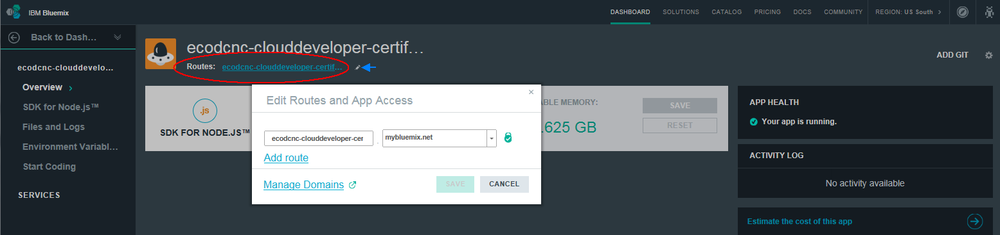 IBM Bluemix
DASHBOARD SOLUTIONS CATALOG PRICING DOCS COMMUNITY REGION: US South >
Back to Dash...
ecodcnc-clouddevelo...
Overview >
SDK for Node.js™
Files and Logs
Environment Variabl...
Start Coding
SERVICES
ecodcnc-clouddeveloper-certif...
Routes: ecodcnc-clouddeveloper-certif...
ADD GIT
.js
SDK FOR NODE.JS™
ABLE MEMORY:
.625 GB
SAVE
RESET
Edit Routes and App Access ×
ecodcnc-clouddeveloper-cer . mybluemix.net
Add route
Manage Domains
SAVE CANCEL
APP HEALTH
Your app is running.
ACTIVITY LOG
No activity available
Estimate the cost of this app